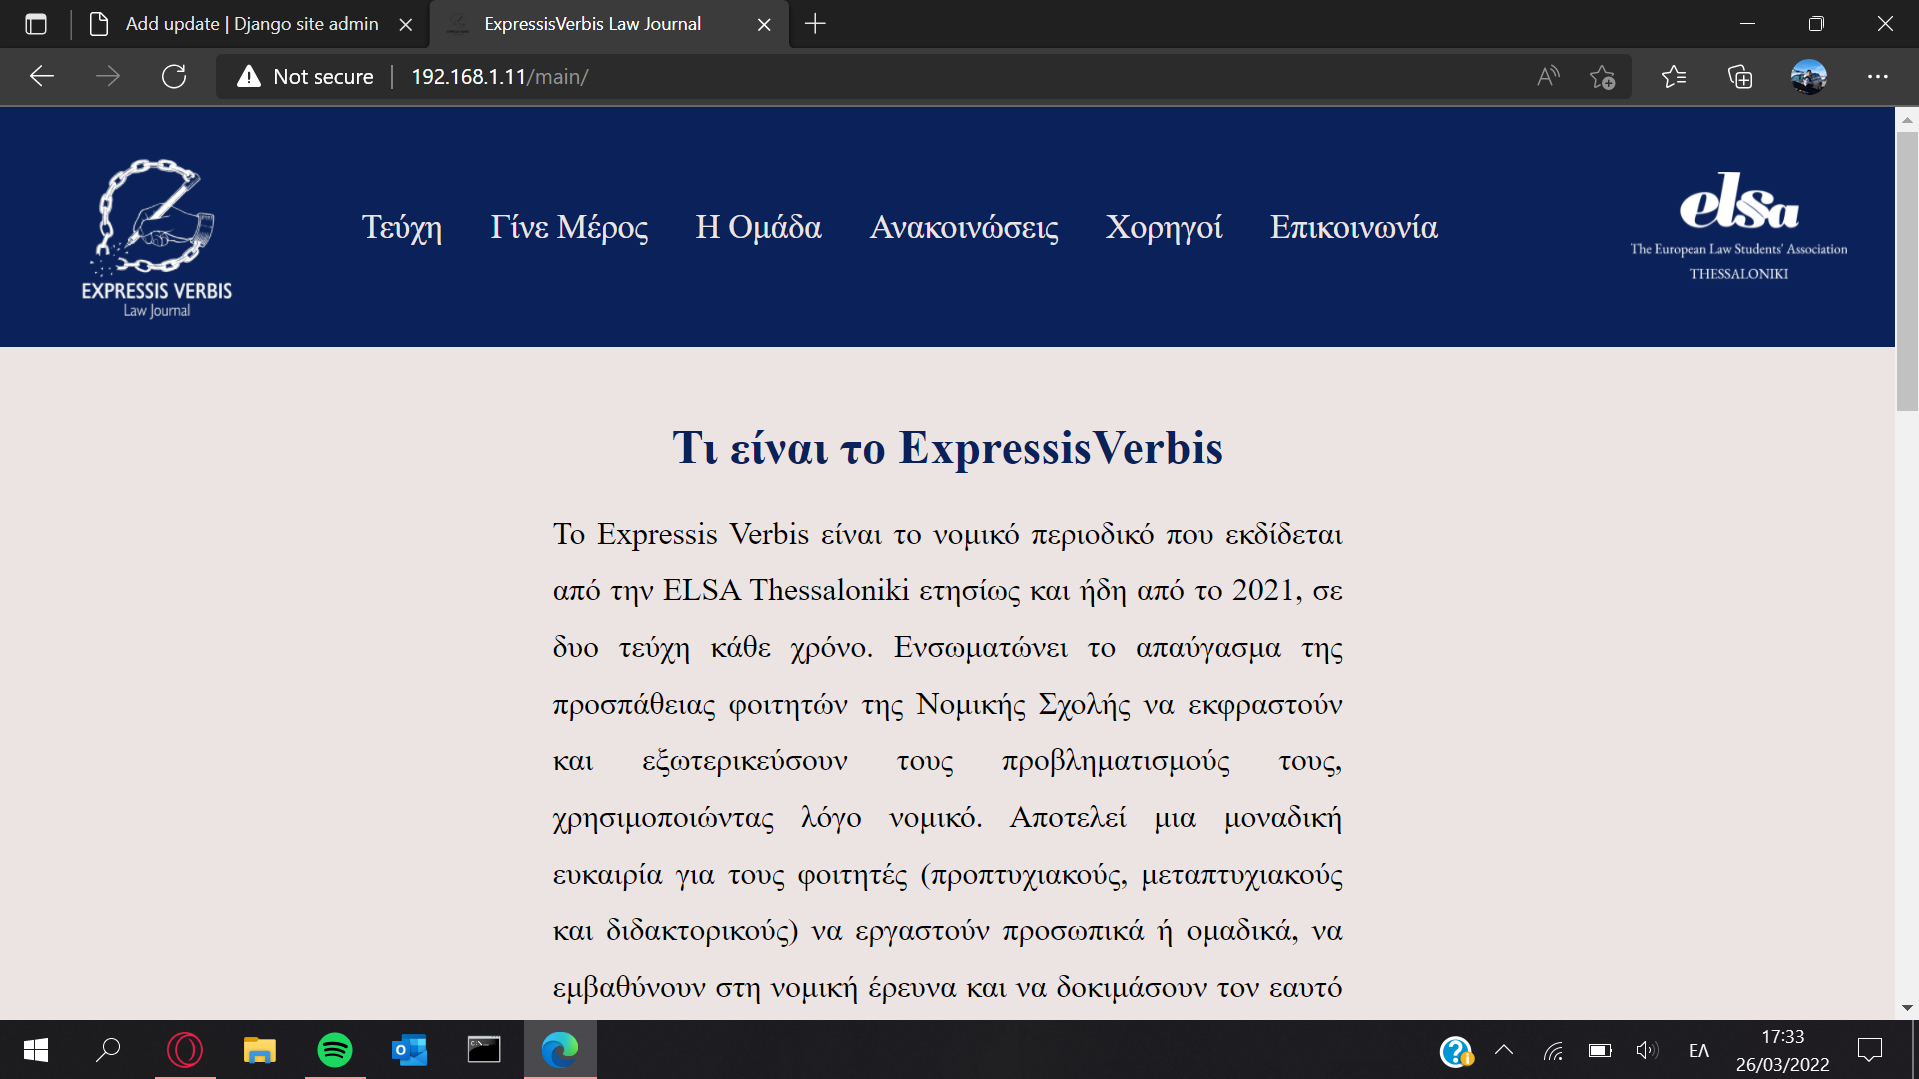 Add update | Django site admin
ExpressisVerbis Law Journal
Not secure
192.168.1.11/main/
EXPRESSIS VERBIS
Law Journal
Τεύχη
Γίνε Μέρος
Η Ομάδα
Ανακοινώσεις
Χορηγοί
Επικοινωνία
elsa
The European Law Students' Association
THESSALONIKI
Τι είναι το ExpressisVerbis
Το Expressis Verbis είναι το νομικό περιοδικό που εκδίδεται
από την ELSA Thessaloniki ετησίως και ήδη από το 2021, σε
δυο τεύχη κάθε χρόνο. Ενσωματώνει το απαύγασμα της
προσπάθειας φοιτητών της Νομικής Σχολής να εκφραστούν
και εξωτερικεύσουν τους προβληματισμούς τους,
χρησιμοποιώντας λόγο νομικό. Αποτελεί μια μοναδική
ευκαιρία για τους φοιτητές (προπτυχιακούς, μεταπτυχιακούς
και διδακτορικούς) να εργαστούν προσωπικά ή ομαδικά, να
εμβαθύνουν στη νομική έρευνα και να δοκιμάσουν τον εαυτό
ΕΛ
17:33
26/03/2022